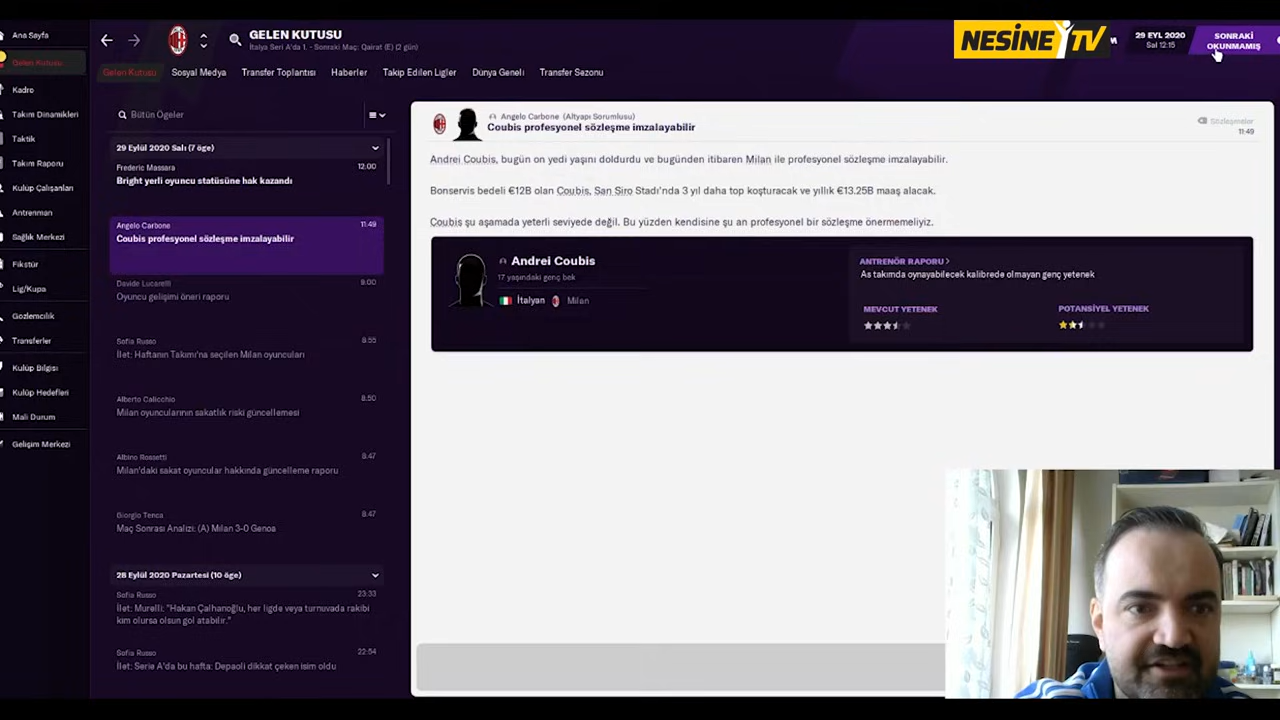 Ana Sayfa
Gelen Kutusu
Kadro
Takım Dinamikleri
Taktik
Takım Raporu
Kulüp Çalışanları
Antrenman
Sağlık Merkezi
Fikstür
Lig/Kupa
Gözlemcilik
Transferler
Kulüp Bilgisi
Kulüp Hedefleri
Mali Durum
Gelişim Merkezi
GELEN KUTUSU
İtalya Seri A'da 1. - Sonraki Maç: Qairat (E) (2 gün)
NESİNE TV
29 EYL 2020
Sal 12:15
SONRAKİ
OKUNMAMIŞ
Gelen Kutusu Sosyal Medya Transfer Toplantısı Haberler Takip Edilen Ligler Dünya Geneli Transfer Sezonu
Bütün Ögeler
29 Eylül 2020 Salı (7 öge)
Frederic Massara 12.00
Bright yerli oyuncu statüsüne hak kazandı
Angelo Carbone 11:49
Coubis profesyonel sözleşme imzalayabilir
Davide Lucarelli 9.00
Oyuncu gelişimi öneri raporu
Sofia Russo 8.55
İlet: Haftanın Takımı'na seçilen Milan oyuncuları
Alberto Calicchio 8.50
Milan oyuncularının sakatlık riski güncellemesi
Albino Rossetti 8.47
Milan'daki sakat oyuncular hakkında güncelleme raporu
Giorgio Tenca 8.47
Maç Sonrası Analizi: (A) Milan 3-0 Genoa
28 Eylül 2020 Pazartesi (10 öge)
Sofia Russo 23:33
İlet: Murelli: "Hakan Çalhanoğlu, her ligde veya turnuvada rakibi
kim olursa olsun gol atabilir."
Sofia Russo 22:54
İlet: Serie A'da bu hafta: Depaoli dikkat çeken isim oldu
Angelo Carbone (Altyapı Sorumlusu)
Coubis profesyonel sözleşme imzalayabilir
Sözleşmeler
11:49
Andrei Coubis, bugün on yedi yaşını doldurdu ve bugünden itibaren Milan ile profesyonel sözleşme imzalayabilir.
Bonservis bedeli €12B olan Coubis, San Siro Stadı'nda 3 yıl daha top koşturacak ve yıllık €13.25B maaş alacak.
Coubis şu aşamada yeterli seviyede değil. Bu yüzden kendisine şu an profesyonel bir sözleşme önermemeliyiz.
Andrei Coubis
17 yaşındaki genç bek
İtalyan Milan
ANTRENÖR RAPORU >
As takımda oynayabilecek kalibrede olmayan genç yetenek
MEVCUT YETENEK POTANSİYEL YETENEK